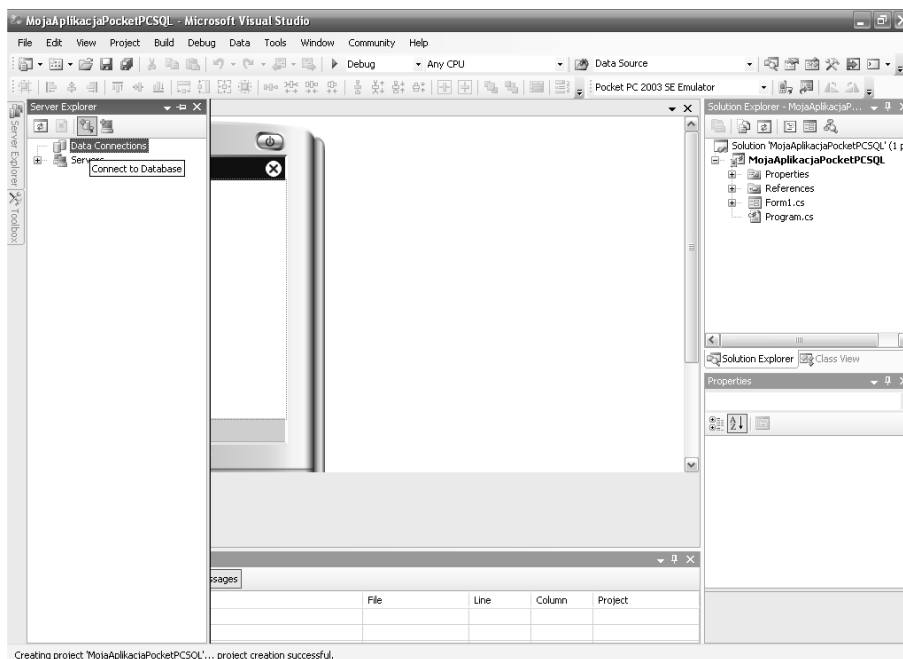 MojaAplikacjaPocketPCSQL - Microsoft Visual Studio
File Edit View Project Build Debug Data Tools Window Community Help
Debug Any CPU Data Source
Pocket PC 2003 SE Emulator
Server Explorer
Data Connections
Servers
Connect to Database
Server Explorer
Toolbox
Solution Explorer - MojaAplikacjaP...
Solution 'MojaAplikacjaPocketPCSQL' (1 p
MojaAplikacjaPocketPCSQL
Properties
References
Form1.cs
Program.cs
Solution Explorer Class View
Properties
ssages
File Line Column Project
Creating project 'MojaAplikacjaPocketPCSQL'... project creation successful.